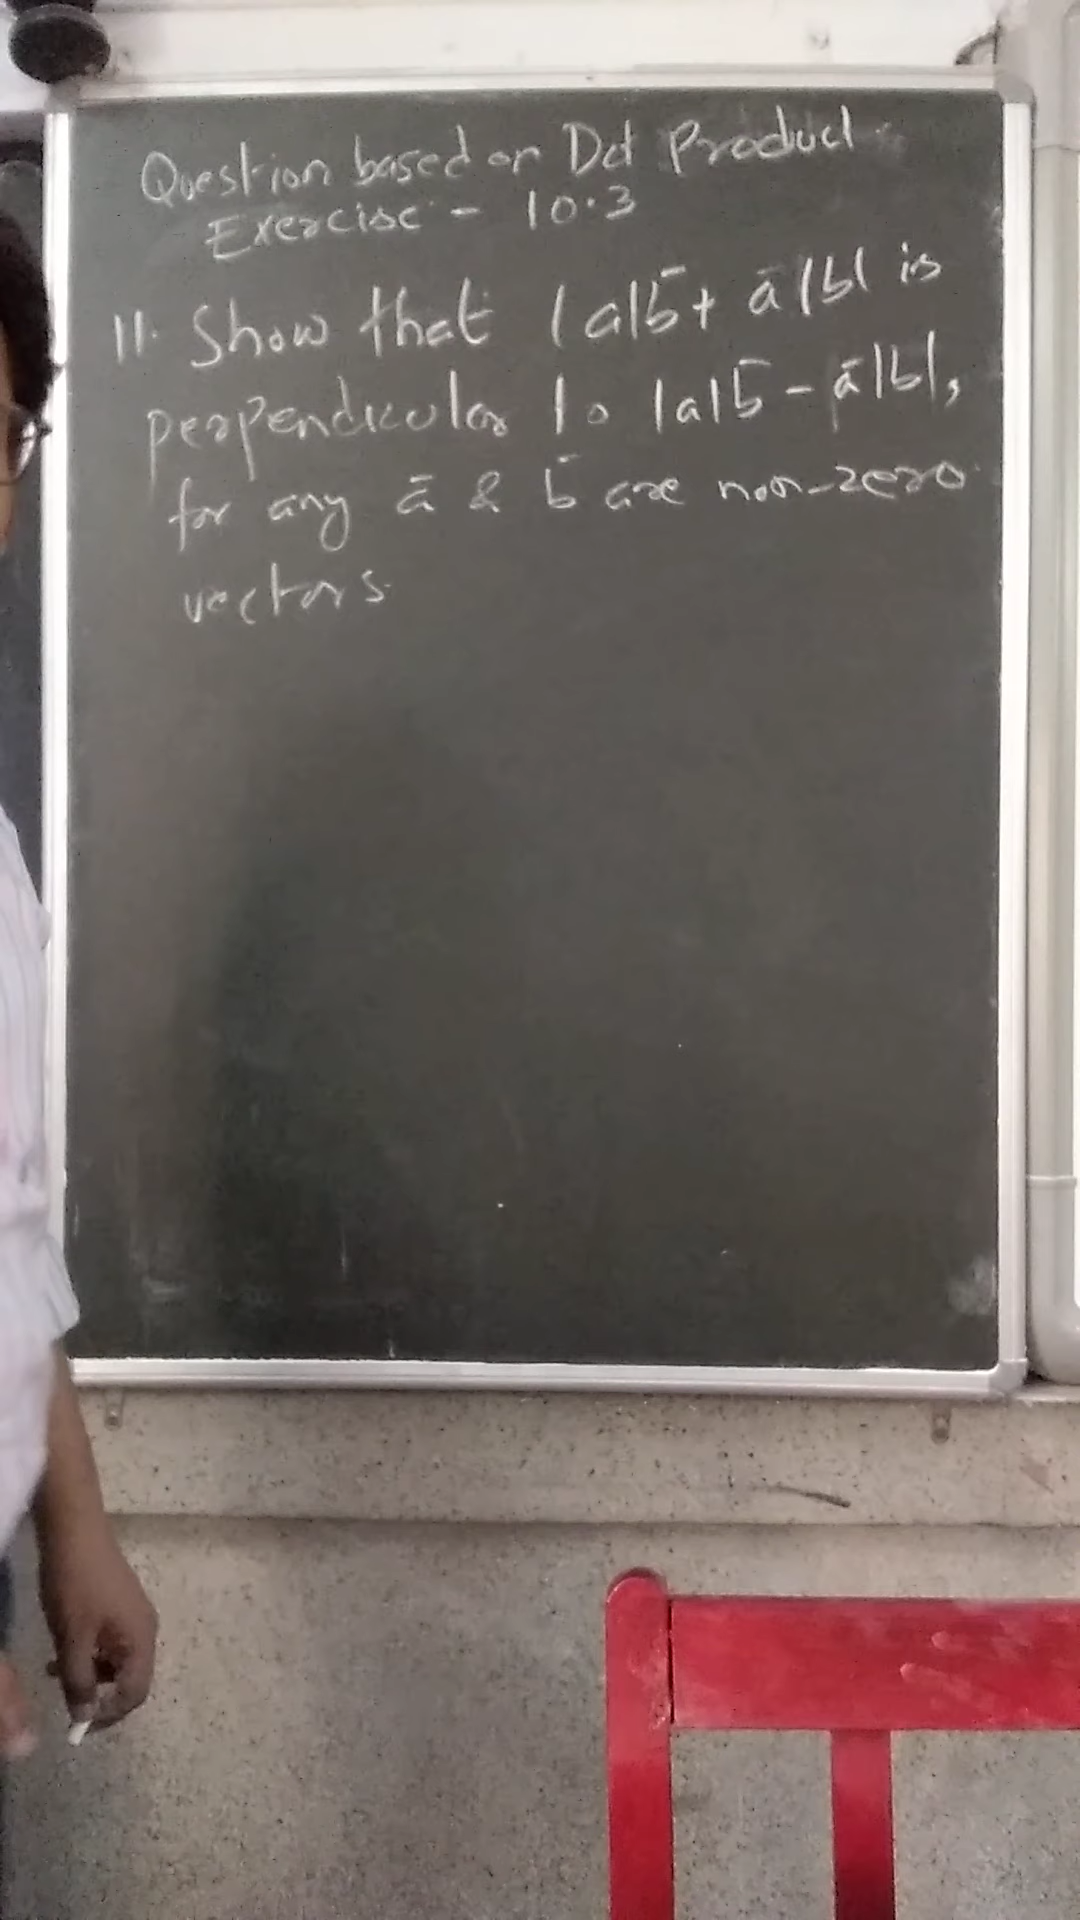 Question based on Dot Product
Exercise - 10.3
11. Show that |a|b̄ + ā|b| is
perpendicular to |a|b̄ - ā|b|,
for any ā & b̄ are non-zero
vectors.